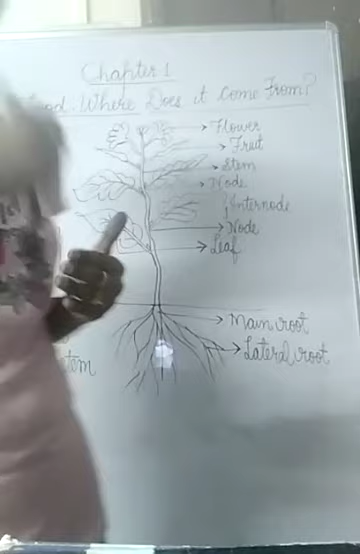 Chapter 1
Food: Where Does it Come From?
Flower
Fruit
Stem
Node
Internode
Node
Leaf
Main root
Lateral root